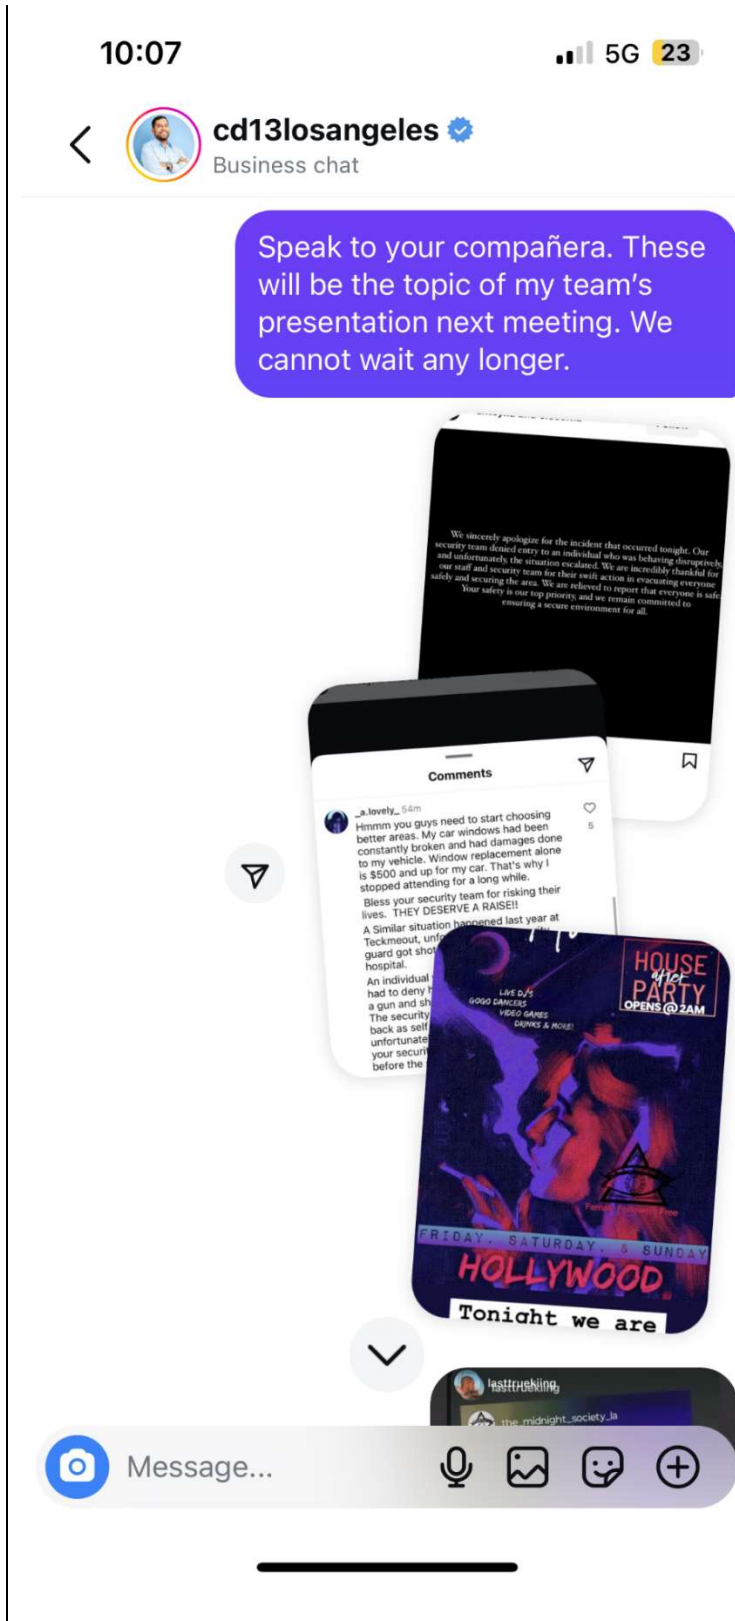 10:07
5G 23
cd13losangeles
Business chat
Speak to your compañera. These
will be the topic of my team's
presentation next meeting. We
cannot wait any longer.
We sincerely apologize for the incident that occurred tonight. Our
security team denied entry to an individual who was behaving disruptively,
and unfortunately, the situation escalated. We are incredibly thankful for
our staff and security team for their swift action in evacuating everyone
safely and securing the area. We are relieved to report that everyone is safe.
Your safety is our top priority, and we remain committed to
ensuring a secure environment for all.
Comments
_a.lovely_ 54m
Hmmm you guys need to start choosing
better areas. My car windows had been
constantly broken and had damages done
to my vehicle. Window replacement alone
is $500 and up for my car. That's why I
stopped attending for a long while.
5
Bless your security team for risking their
lives. THEY DESERVE A RAISE!!
A Similar situation happened last year at
Teckmeout,
guard got shot
hospital.
An individual
had to deny
a gun and
The security
back as self
your
before the
HOUSE
after
PARTY
OPENS @ 2AM
LIVE DJ'S
GOGO DANCERS
VIDEO GAMES
DRINKS & MORE!
Free
FRIDAY, SATURDAY, & SUNDAY
HOLLYWOOD
Tonight we are
lasttruekiing
lasttruekiing
the_midnight_society_la
Message...